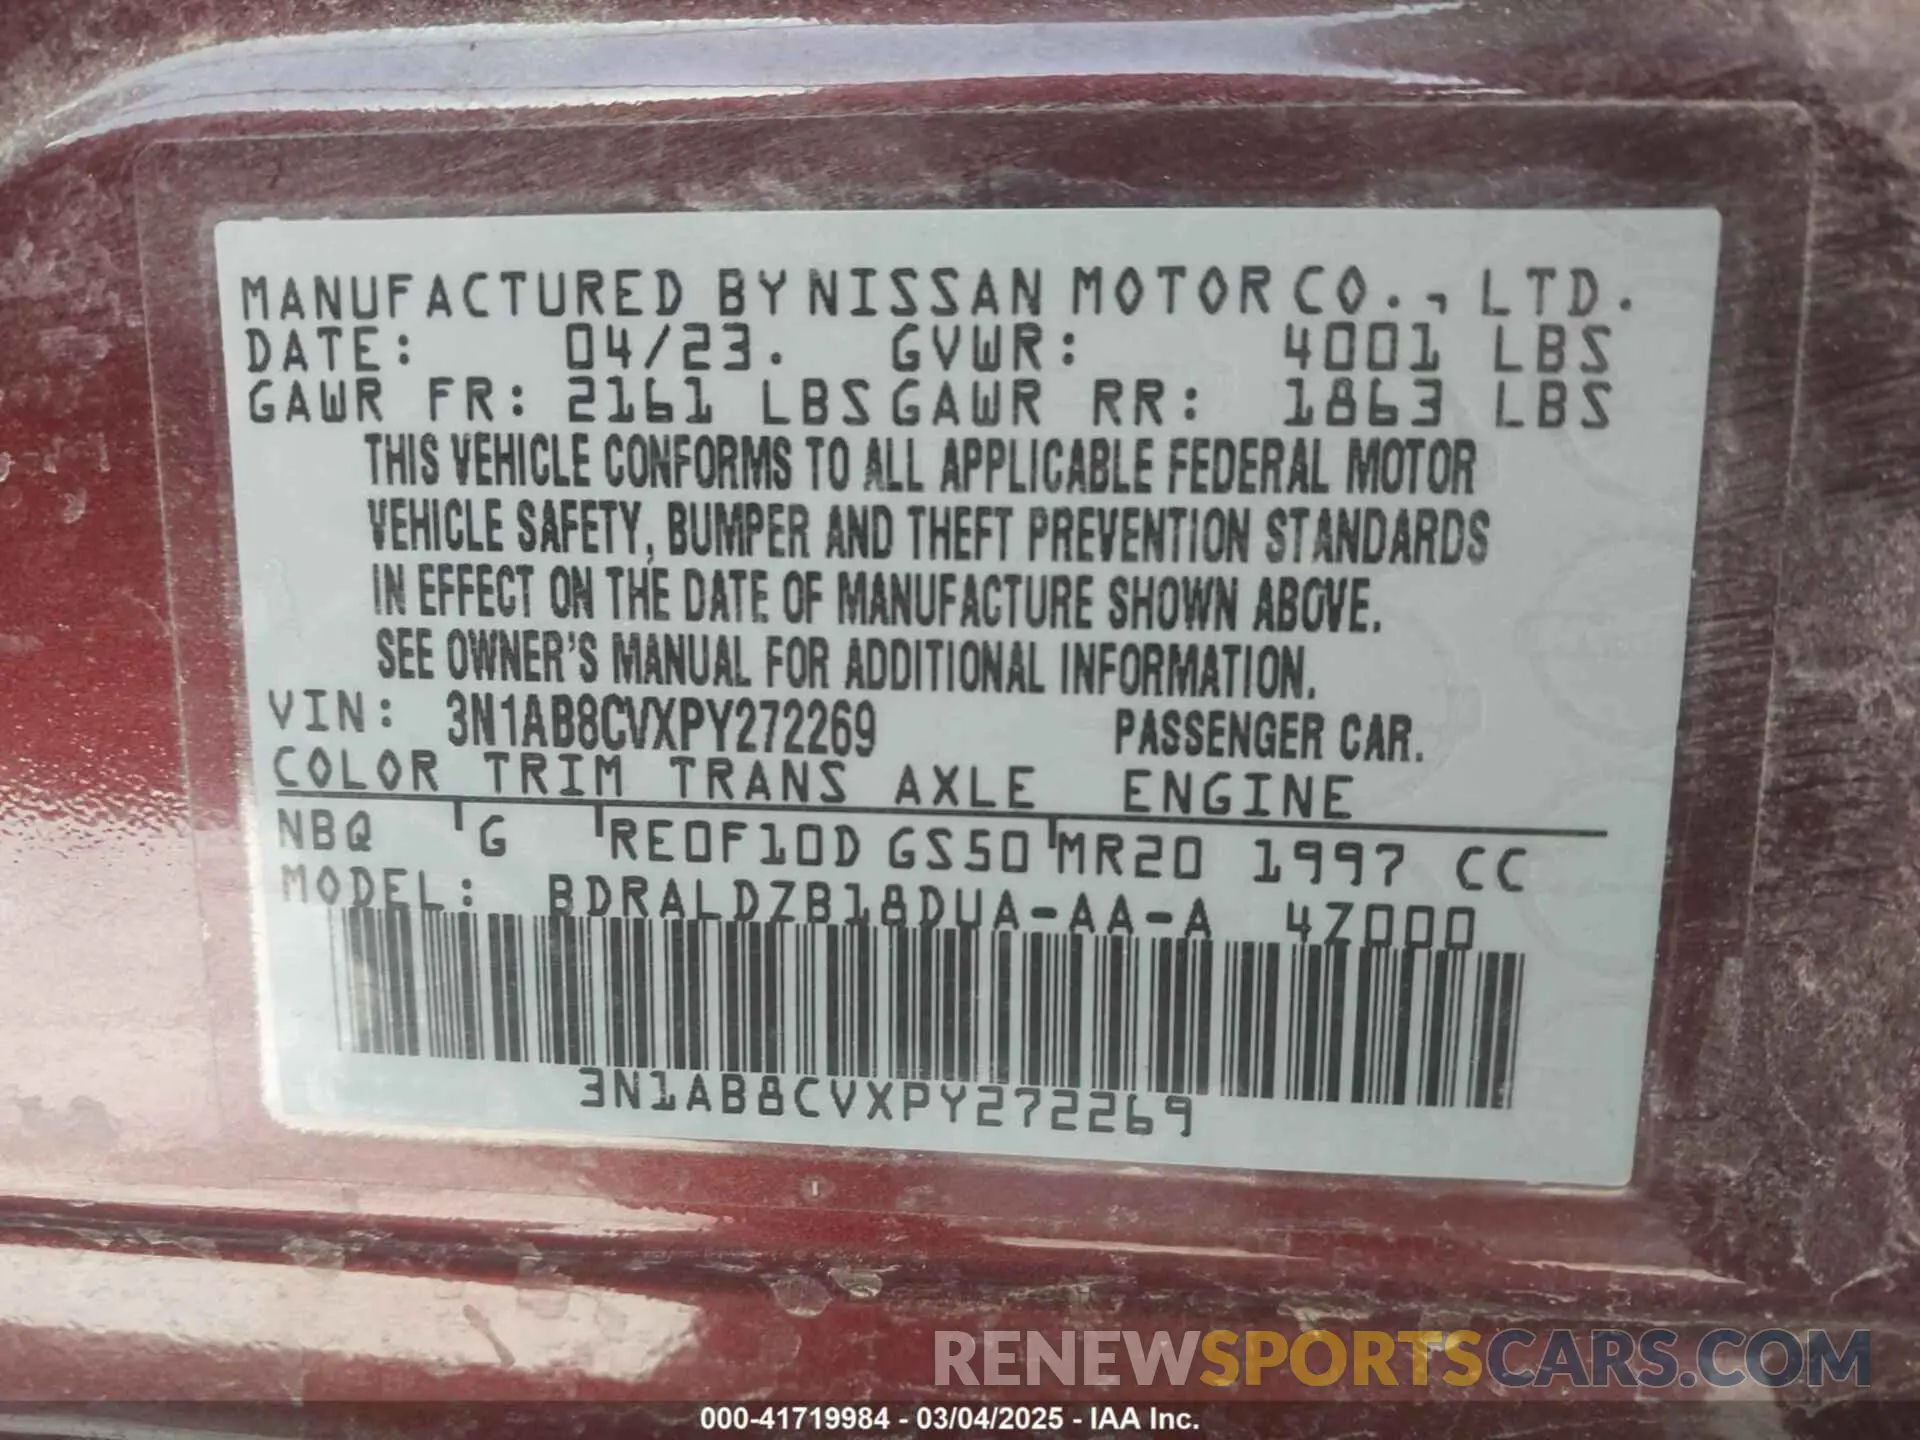 MANUFACTURED BY NISSAN MOTOR CO., LTD.
DATE: 04/23. GVWR: 4001 LBS
GAWR FR: 2161 LBS GAWR RR: 1863 LBS
THIS VEHICLE CONFORMS TO ALL APPLICABLE FEDERAL MOTOR
VEHICLE SAFETY, BUMPER AND THEFT PREVENTION STANDARDS
IN EFFECT ON THE DATE OF MANUFACTURE SHOWN ABOVE.
SEE OWNER'S MANUAL FOR ADDITIONAL INFORMATION.
VIN: 3N1AB8CVXPY272269 PASSENGER CAR.
COLOR TRIM TRANS AXLE ENGINE
NBQ G RE0F10D GS50 MR20 1997 CC
MODEL: BDRALDZB18DUA-AA-A 4Z000
3N1AB8CVXPY272269
RENEWSPORTSCARS.COM
000-41719984 - 03/04/2025 - IAA Inc.